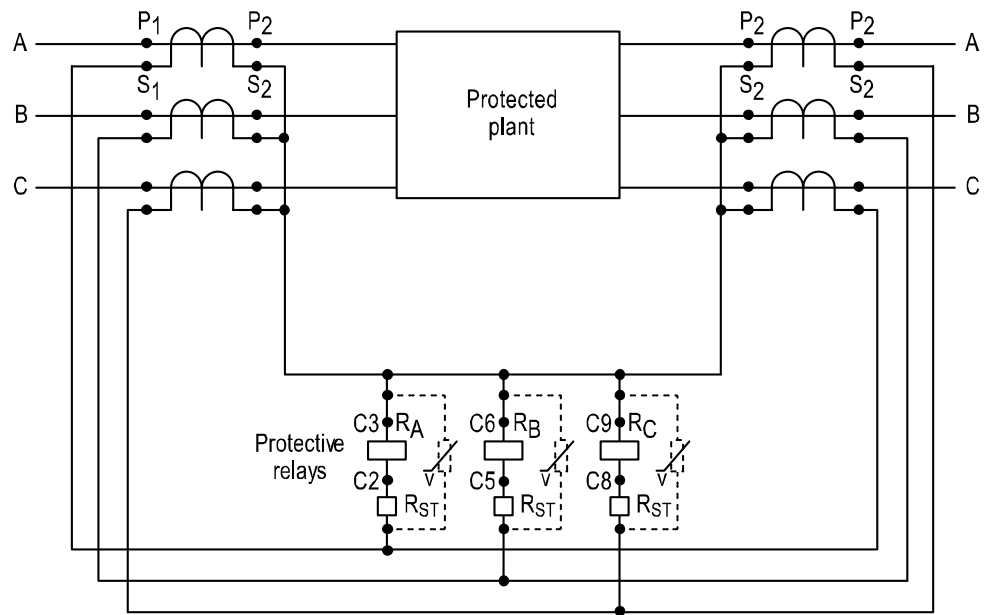 P1 P2 P2 P2
A A
S1 S2 S2 S2
B B
Protected
plant
C C
C3 RA C6 RB C9 RC
Protective
relays
V V V
C2 C5 C8
RST RST RST